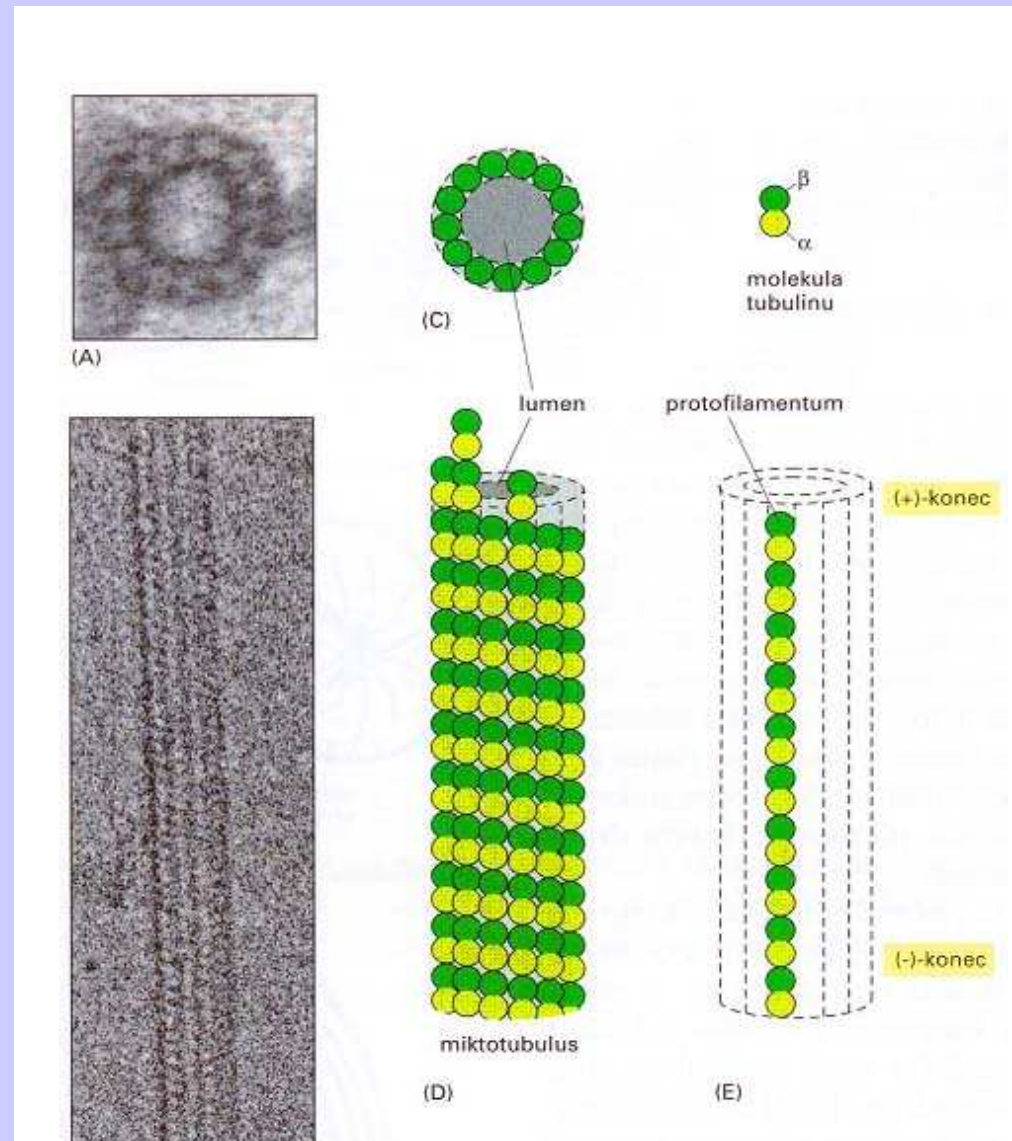 β
α
molekula
tubulinu
(C)
(A)
lumen
protofilamentum
(+)-konec
(-)-konec
miktotubulus
(D)
(E)